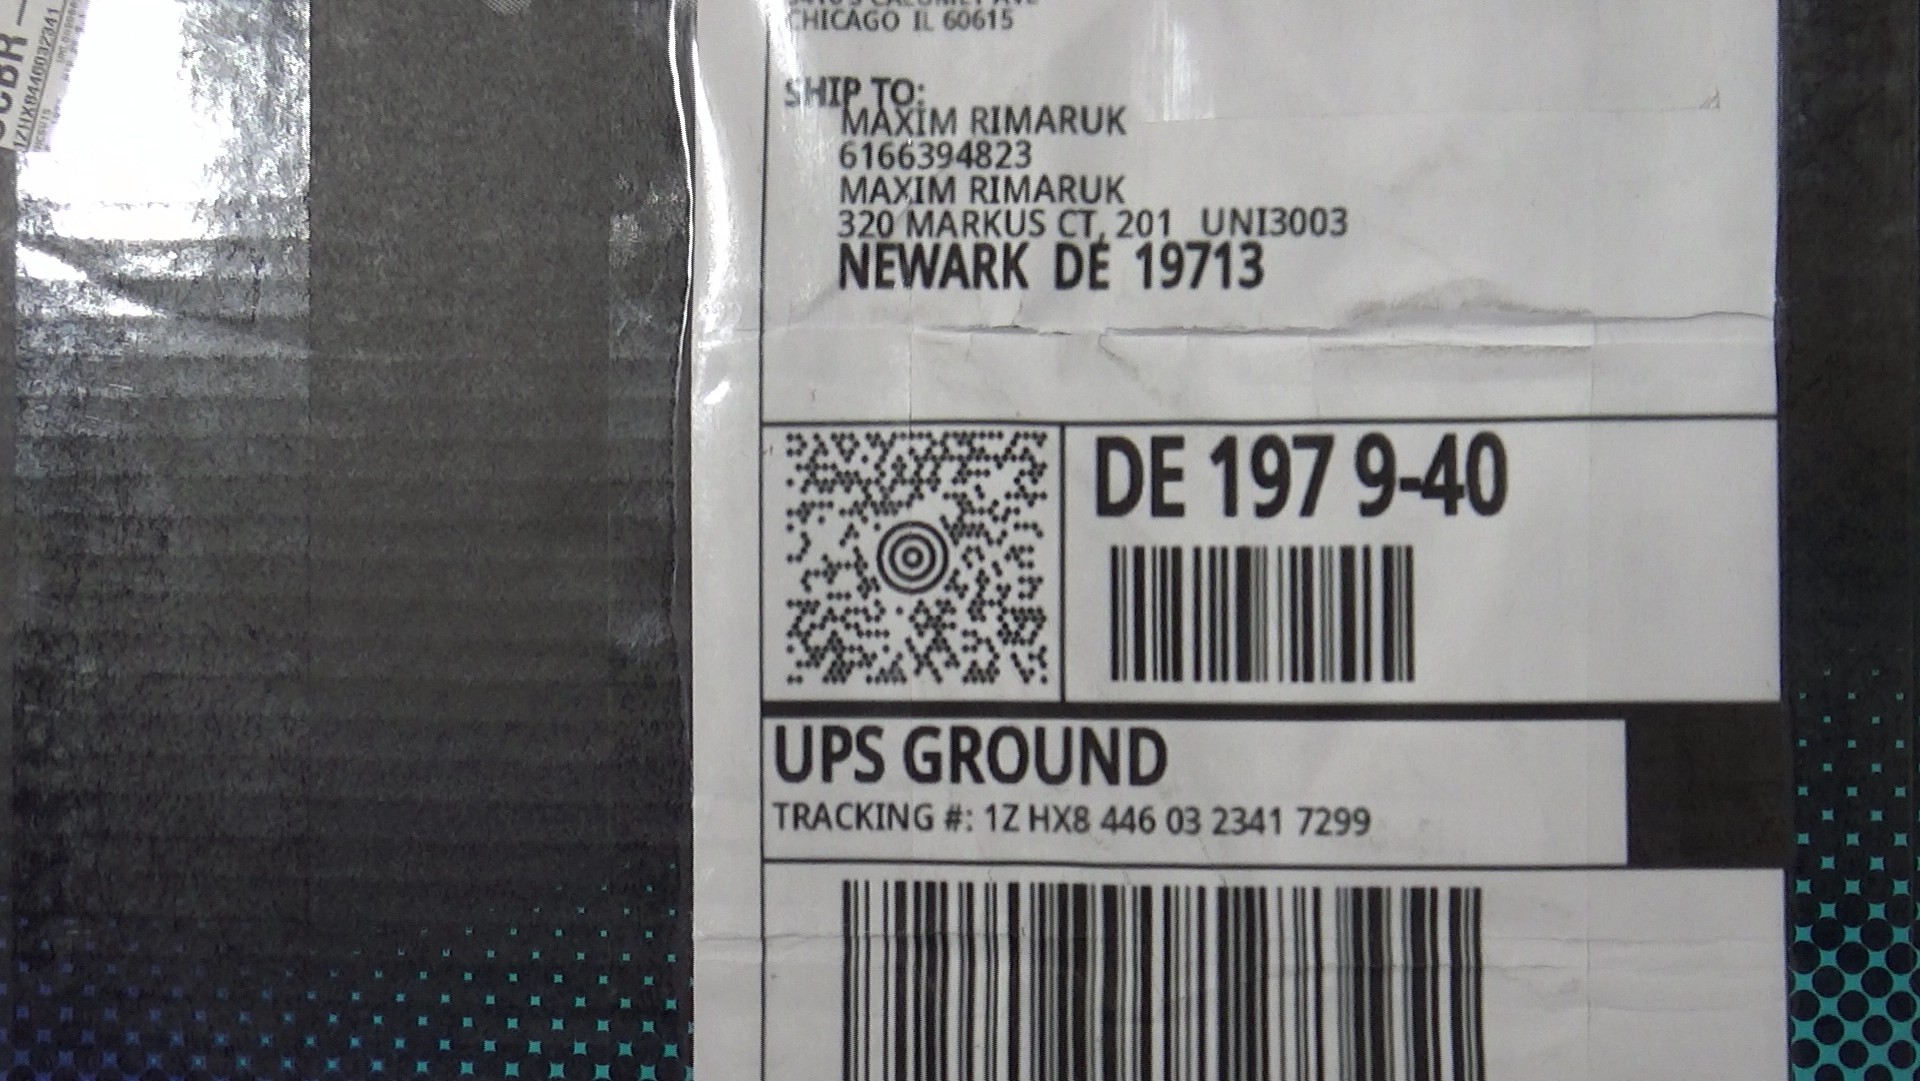 CHICAGO IL 60615
SHIP TO:
MAXIM RIMARUK
6166394823
MAXIM RIMARUK
320 MARKUS CT, 201 UNI3003
NEWARK DE 19713
DE 197 9-40
UPS GROUND
TRACKING #: 1Z HX8 446 03 2341 7299